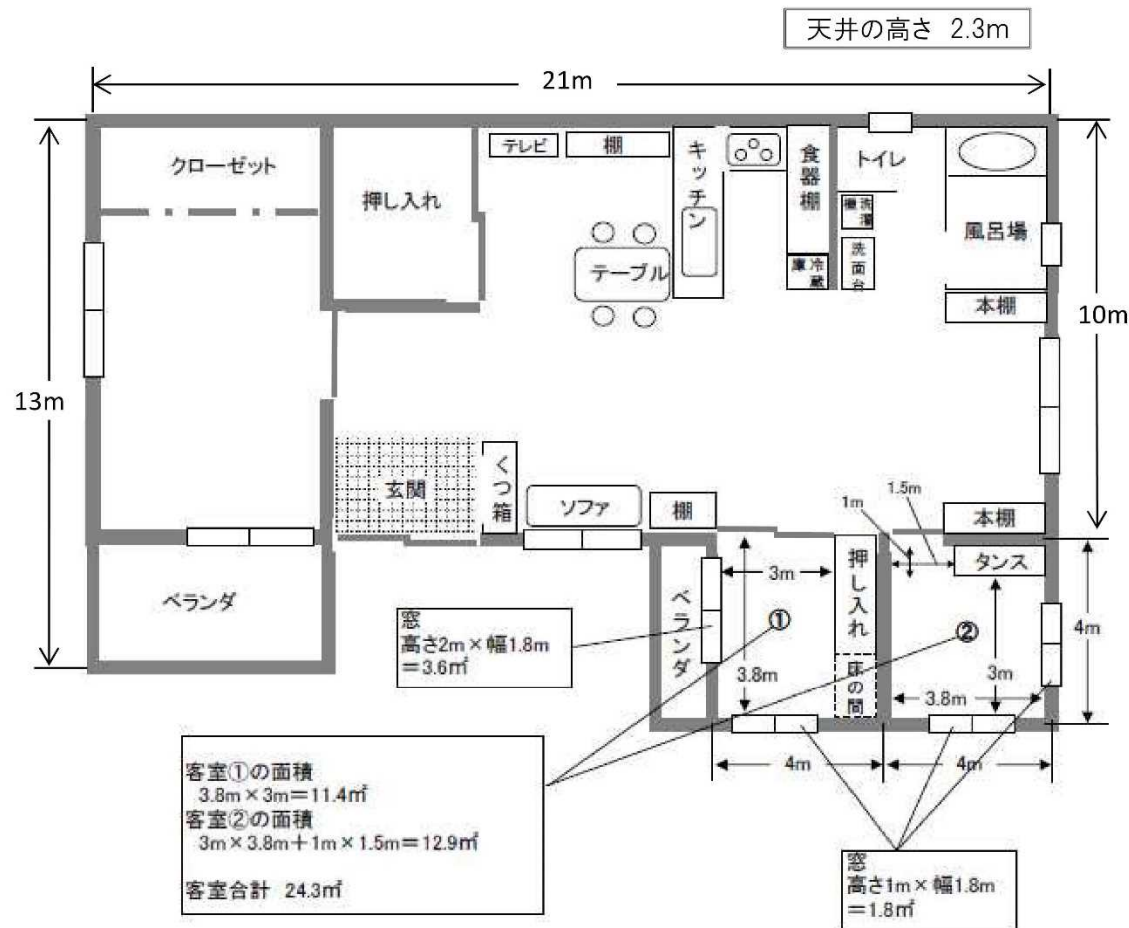 天井の高さ 2.3m
21m
クローゼット
押し入れ
テレビ
棚
キッチン
食器棚
冷蔵庫
トイレ
洗濯機
洗面台
風呂場
本棚
テーブル
10m
13m
玄関
くつ箱
ソファ
棚
1m
1.5m
本棚
ベランダ
窓
高さ2m×幅1.8m
=3.6㎡
ベランダ
3m
①
3.8m
押し入れ
床の間
タンス
②
3m
3.8m
4m
4m
4m
客室①の面積
3.8m×3m=11.4㎡
客室②の面積
3m×3.8m+1m×1.5m=12.9㎡
客室合計 24.3㎡
窓
高さ1m×幅1.8m
=1.8㎡